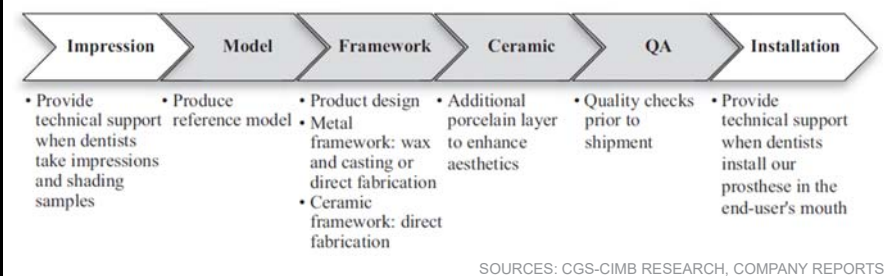 Impression
Model
Framework
Ceramic
QA
Installation
• Provide
technical support
when dentists
take impressions
and shading
samples
• Produce
reference model
• Product design
• Metal
framework: wax
and casting or
direct fabrication
• Ceramic
framework: direct
fabrication
• Additional
porcelain layer
to enhance
aesthetics
• Quality checks
prior to
shipment
• Provide
technical support
when dentists
install our
prosthese in the
end-user's mouth
SOURCES: CGS-CIMB RESEARCH, COMPANY REPORTS